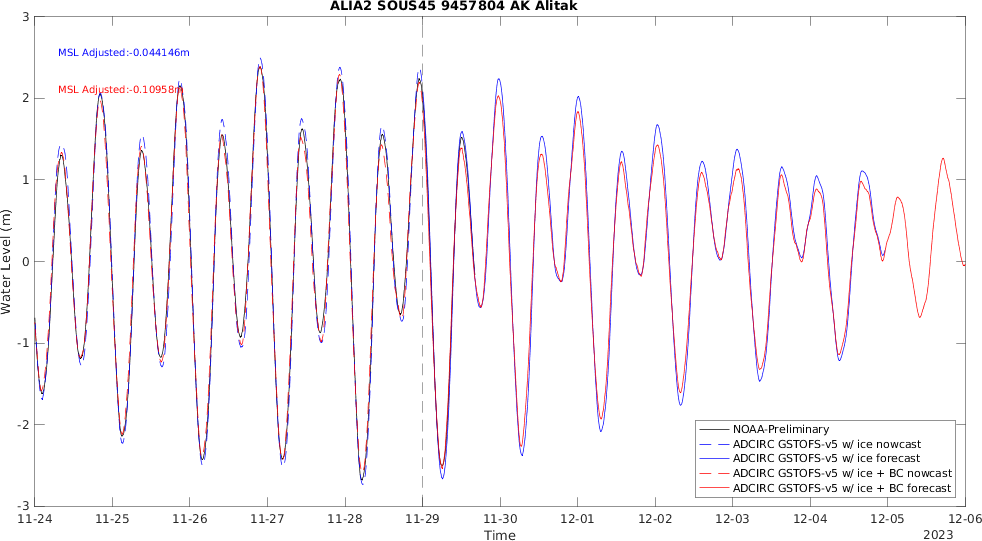 ALIA2 SOUS45 9457804 AK Alitak
3
MSL Adjusted:-0.044146m
MSL Adjusted:-0.10958m
2
1
0
-1
-2
-3
Water Level (m)
NOAA-Preliminary
ADCIRC GSTOFS-v5 w/ ice nowcast
ADCIRC GSTOFS-v5 w/ ice forecast
ADCIRC GSTOFS-v5 w/ ice + BC nowcast
ADCIRC GSTOFS-v5 w/ ice + BC forecast
11-24 11-25 11-26 11-27 11-28 11-29 11-30 12-01 12-02 12-03 12-04 12-05 12-06
Time
2023